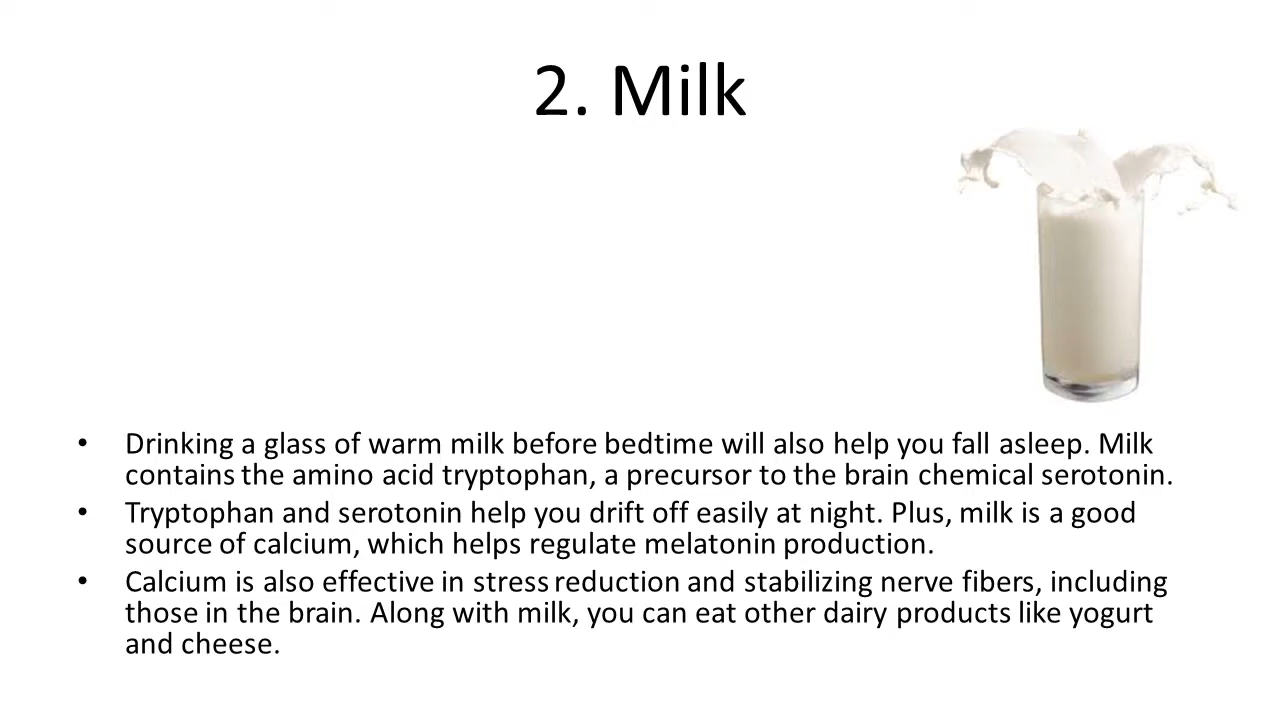 2. Milk
• Drinking a glass of warm milk before bedtime will also help you fall asleep. Milk
contains the amino acid tryptophan, a precursor to the brain chemical serotonin.
• Tryptophan and serotonin help you drift off easily at night. Plus, milk is a good
source of calcium, which helps regulate melatonin production.
• Calcium is also effective in stress reduction and stabilizing nerve fibers, including
those in the brain. Along with milk, you can eat other dairy products like yogurt
and cheese.